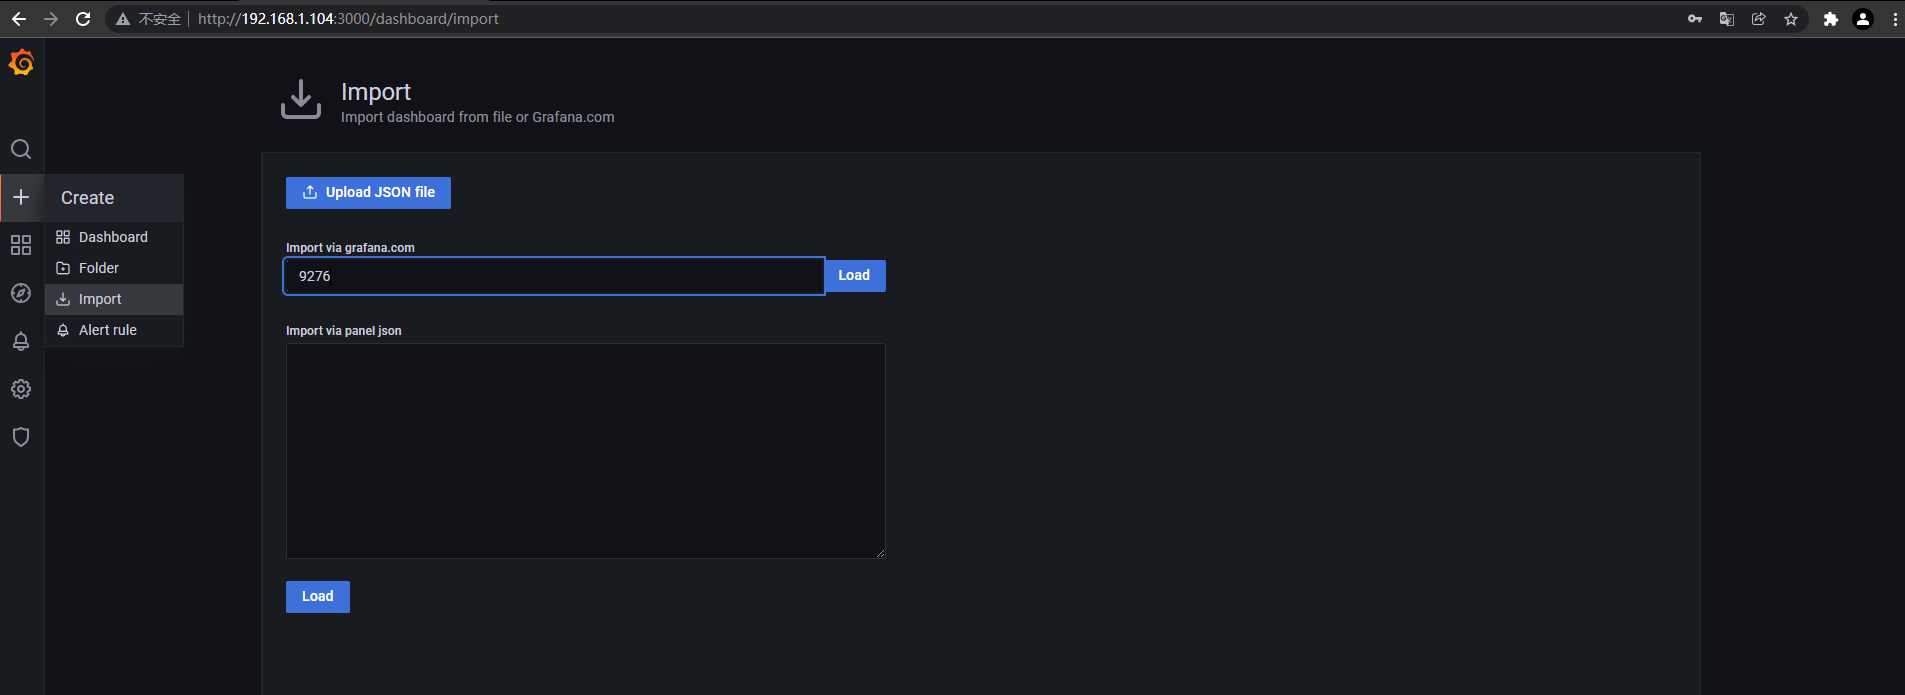 不安全 http://192.168.1.104:3000/dashboard/import
Import
Import dashboard from file or Grafana.com
Create
Dashboard
Folder
Import
Alert rule
Upload JSON file
Import via grafana.com
9276 Load
Import via panel json
Load